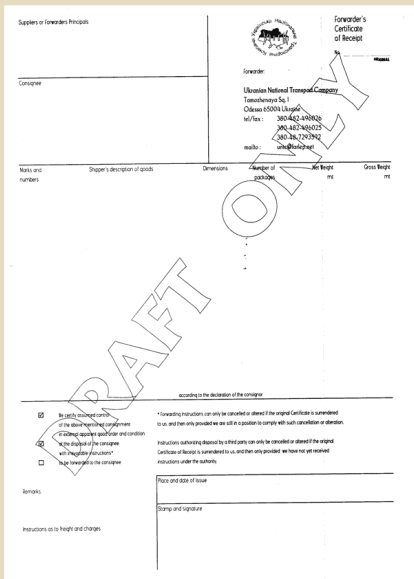 Suppliers or Forwarders Principals
Forwarder's
Certificate
of Receipt
No.
ORIGINAL
Consignee
Forwarder:
Ukranian National Transpod Company
Tamozhenaya Sq. 1
Odessa 65004 Ukraine
tel/fax : 380-482-496026
380-482-496025
380-48-7293592
mailto :
Marks and numbers
Shipper's description of goods
Dimensions
Number of packages
Net Weight mt
Gross Weight mt
DRAFT ONLY
according to the declaration of the consignor
We certify assumed control
of the above mentioned consignment
in external apparent good order and condition
at the disposal of the consignee
with irrevocable instructions*
to be forwarded to the consignee
* Forwarding instructions can only be cancelled or altered if the original Certificate is surrendered
to us, and then only provided we are still in a position to comply with such cancellation or alteration.
Instructions authorizing disposal by a third party can only be cancelled or altered if the original
Certificate of Receipt is surrendered to us, and then only provided we have not yet received
instructions under the authority.
Remarks
Place and date of issue
Stamp and signature
Instructions as to freight and charges